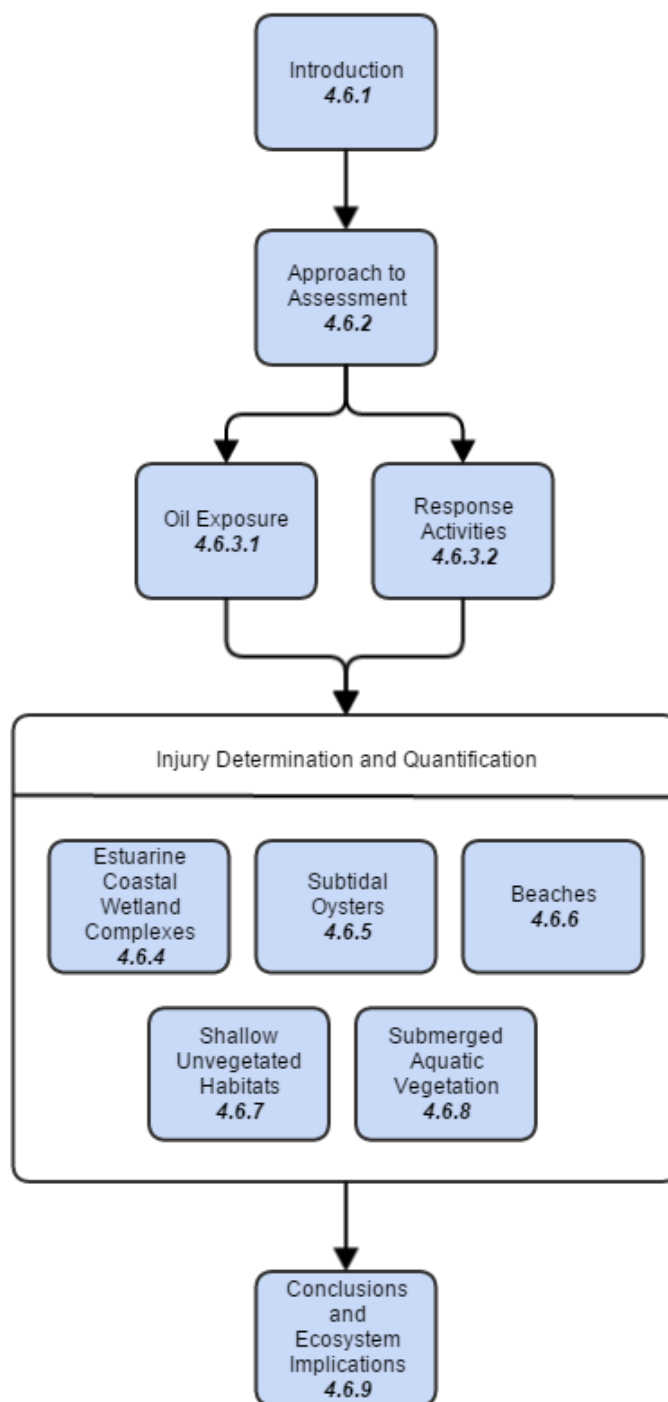 Introduction
4.6.1
Approach to
Assessment
4.6.2
Oil Exposure
4.6.3.1
Response
Activities
4.6.3.2
Injury Determination and Quantification
Estuarine
Coastal
Wetland
Complexes
4.6.4
Subtidal
Oysters
4.6.5
Beaches
4.6.6
Shallow
Unvegetated
Habitats
4.6.7
Submerged
Aquatic
Vegetation
4.6.8
Conclusions
and
Ecosystem
Implications
4.6.9